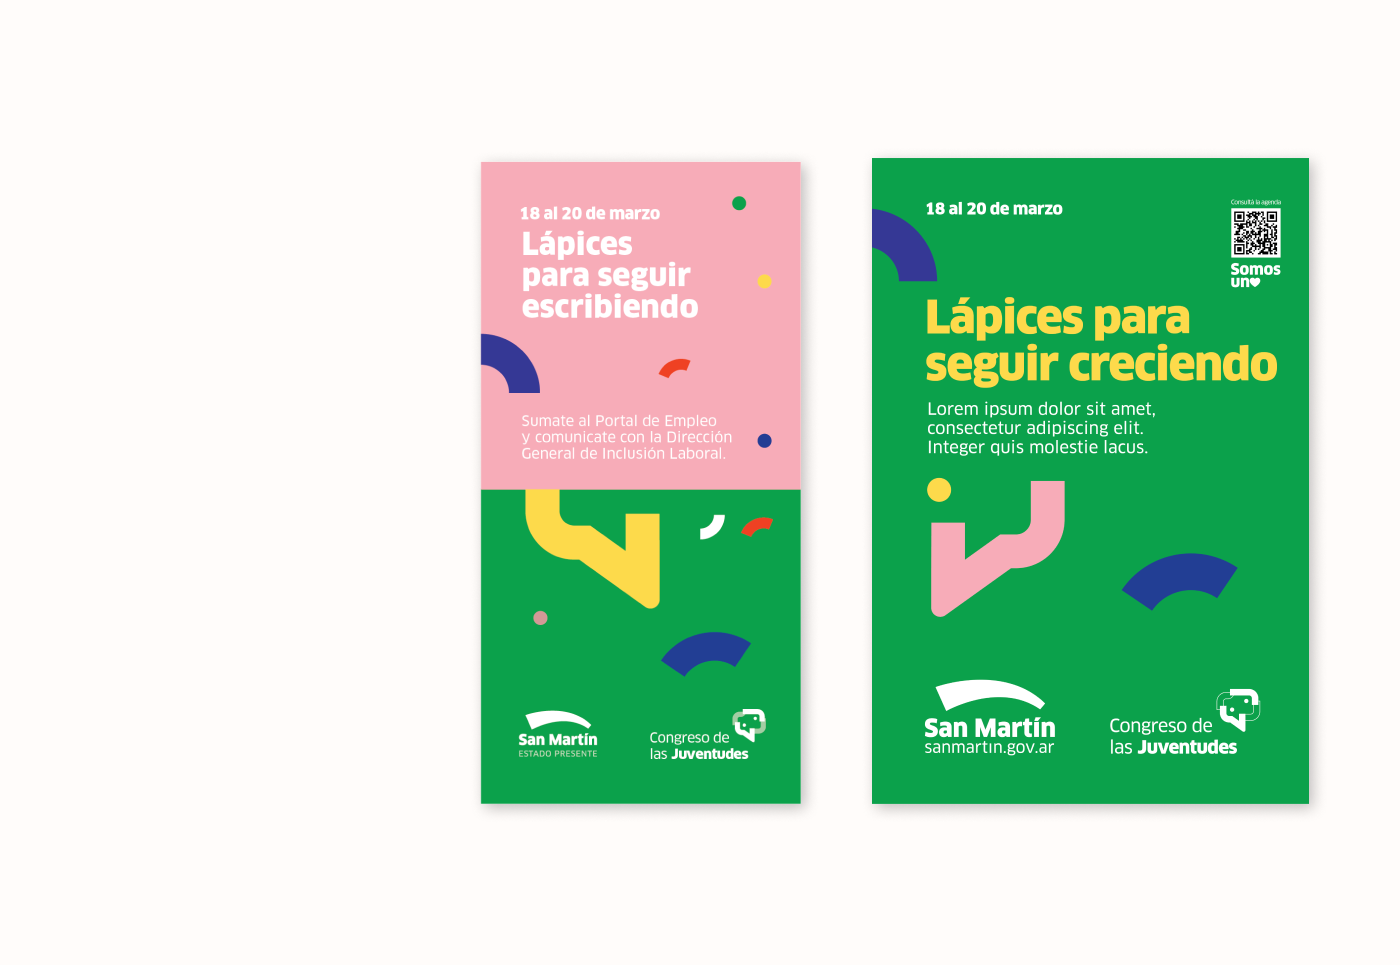 18 al 20 de marzo
Lápices
para seguir
escribiendo
Sumate al Portal de Empleo
y comunicate con la Dirección
General de Inclusión Laboral.
San Martín
ESTADO PRESENTE
Congreso de
las Juventudes
18 al 20 de marzo
Consultá la agenda
Somos
un
Lápices para
seguir creciendo
Lorem ipsum dolor sit amet,
consectetur adipiscing elit.
Integer quis molestie lacus.
San Martín
sanmartin.gov.ar
Congreso de
las Juventudes